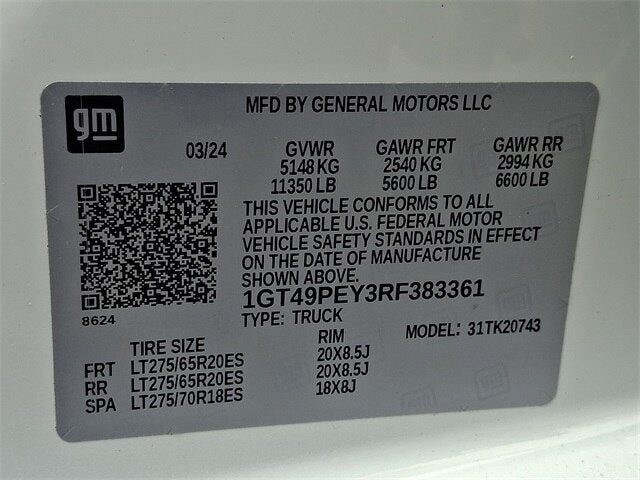 gm
MFD BY GENERAL MOTORS LLC
03/24 GVWR GAWR FRT GAWR RR
5148 KG 2540 KG 2994 KG
11350 LB 5600 LB 6600 LB
THIS VEHICLE CONFORMS TO ALL
APPLICABLE U.S. FEDERAL MOTOR
VEHICLE SAFETY STANDARDS IN EFFECT
ON THE DATE OF MANUFACTURE
SHOWN ABOVE.
1GT49PEY3RF383361
8624
TYPE: TRUCK MODEL: 31TK20743
TIRE SIZE RIM
FRT LT275/65R20ES 20X8.5J
RR LT275/65R20ES 20X8.5J
SPA LT275/70R18ES 18X8J